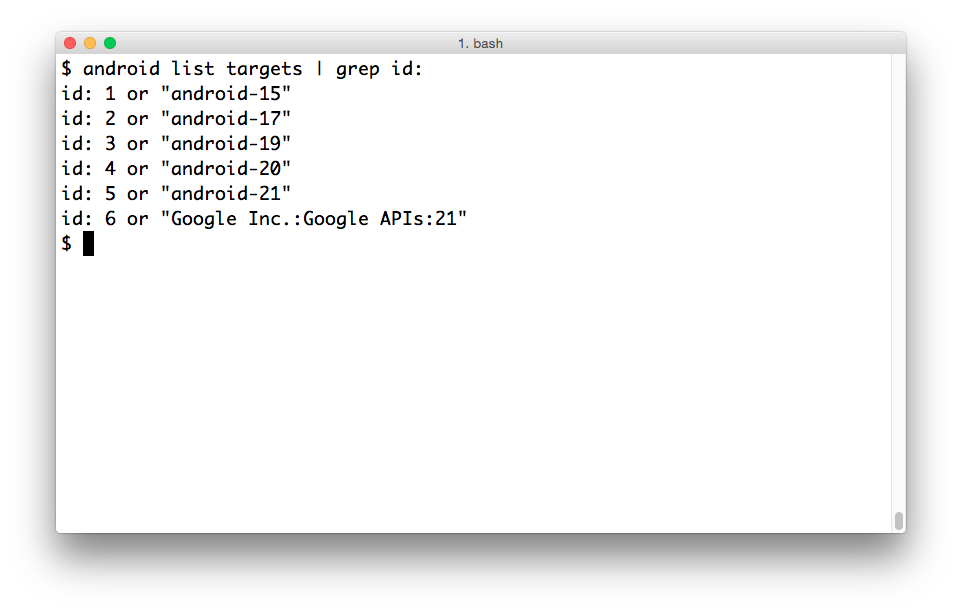 1. bash
$ android list targets | grep id:
id: 1 or "android-15"
id: 2 or "android-17"
id: 3 or "android-19"
id: 4 or "android-20"
id: 5 or "android-21"
id: 6 or "Google Inc.:Google APIs:21"
$